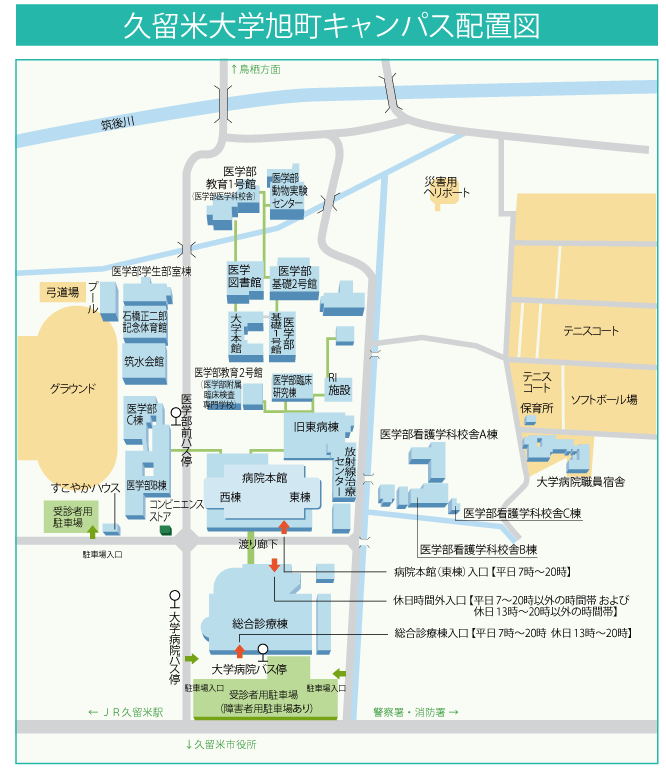 久留米大学旭町キャンパス配置図
↑鳥栖方面
筑後川
医学部
教育1号館
(医学部医学科校舎)
医学部
動物実験
センター
災害用
ヘリポート
医学部学生部室棟
医学
図書館
医学部
基礎2号館
弓道場
プール
石橋正二郎
記念体育館
大学本館
基礎1号館
医学部
テニスコート
筑水会館
グラウンド
医学部教育2号館
(医学部附属
臨床検査
専門学校)
医学部臨床
研究棟
RI
施設
テニス
コート
ソフトボール場
保育所
医学部
C棟
医学部前バス停
旧東病棟
医学部看護学科校舎A棟
放射線治療
センター
医学部B棟
病院本館
西棟
東棟
大学病院職員宿舎
すこやかハウス
コンビニエンス
ストア
受診者用
駐車場
医学部看護学科校舎C棟
駐車場入口
渡り廊下
医学部看護学科校舎B棟
病院本館(東棟)入口【平日7時〜20時】
休日時間外入口【平日7〜20時以外の時間帯 および
休日13時〜20時以外の時間帯】
大学病院バス停
総合診療棟
総合診療棟入口【平日7時〜20時 休日13時〜20時】
大学病院バス停
駐車場入口
駐車場入口
受診者用駐車場
(障害者用駐車場あり)
← JR久留米駅
警察署・消防署 →
↓久留米市役所